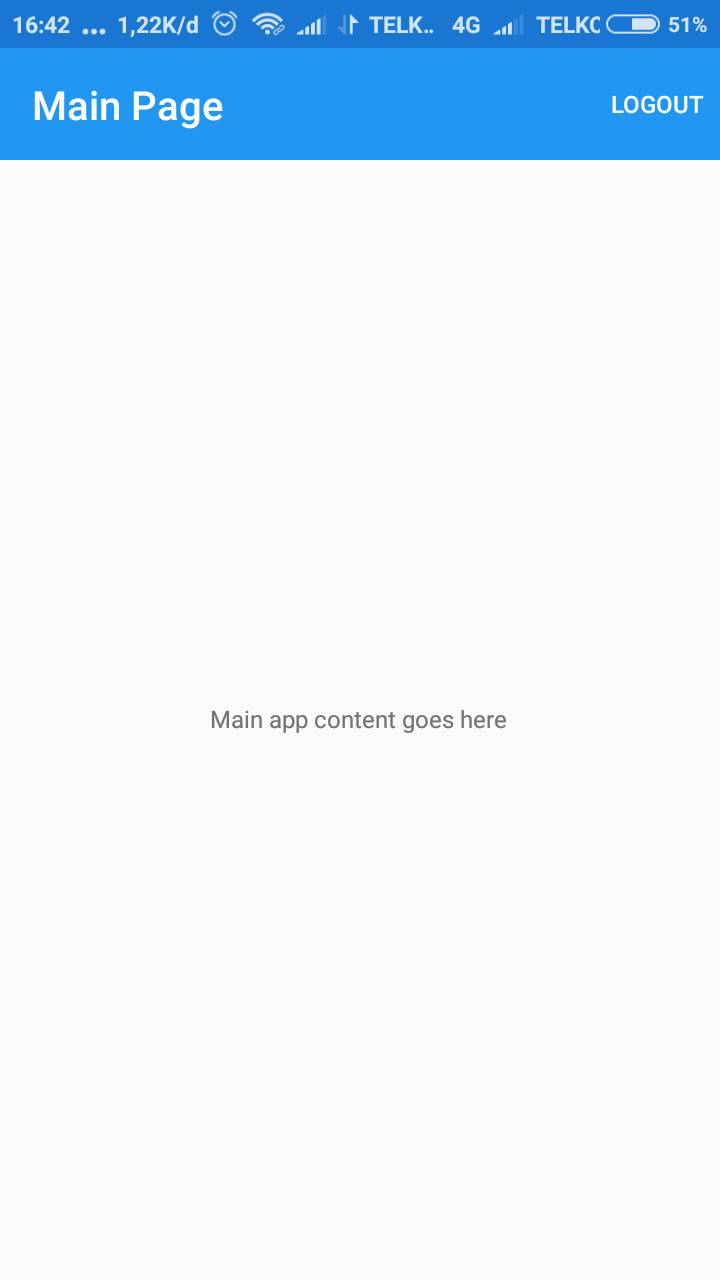 16:42 ... 1,22K/d TELK.. 4G TELKC 51%
Main Page LOGOUT
Main app content goes here